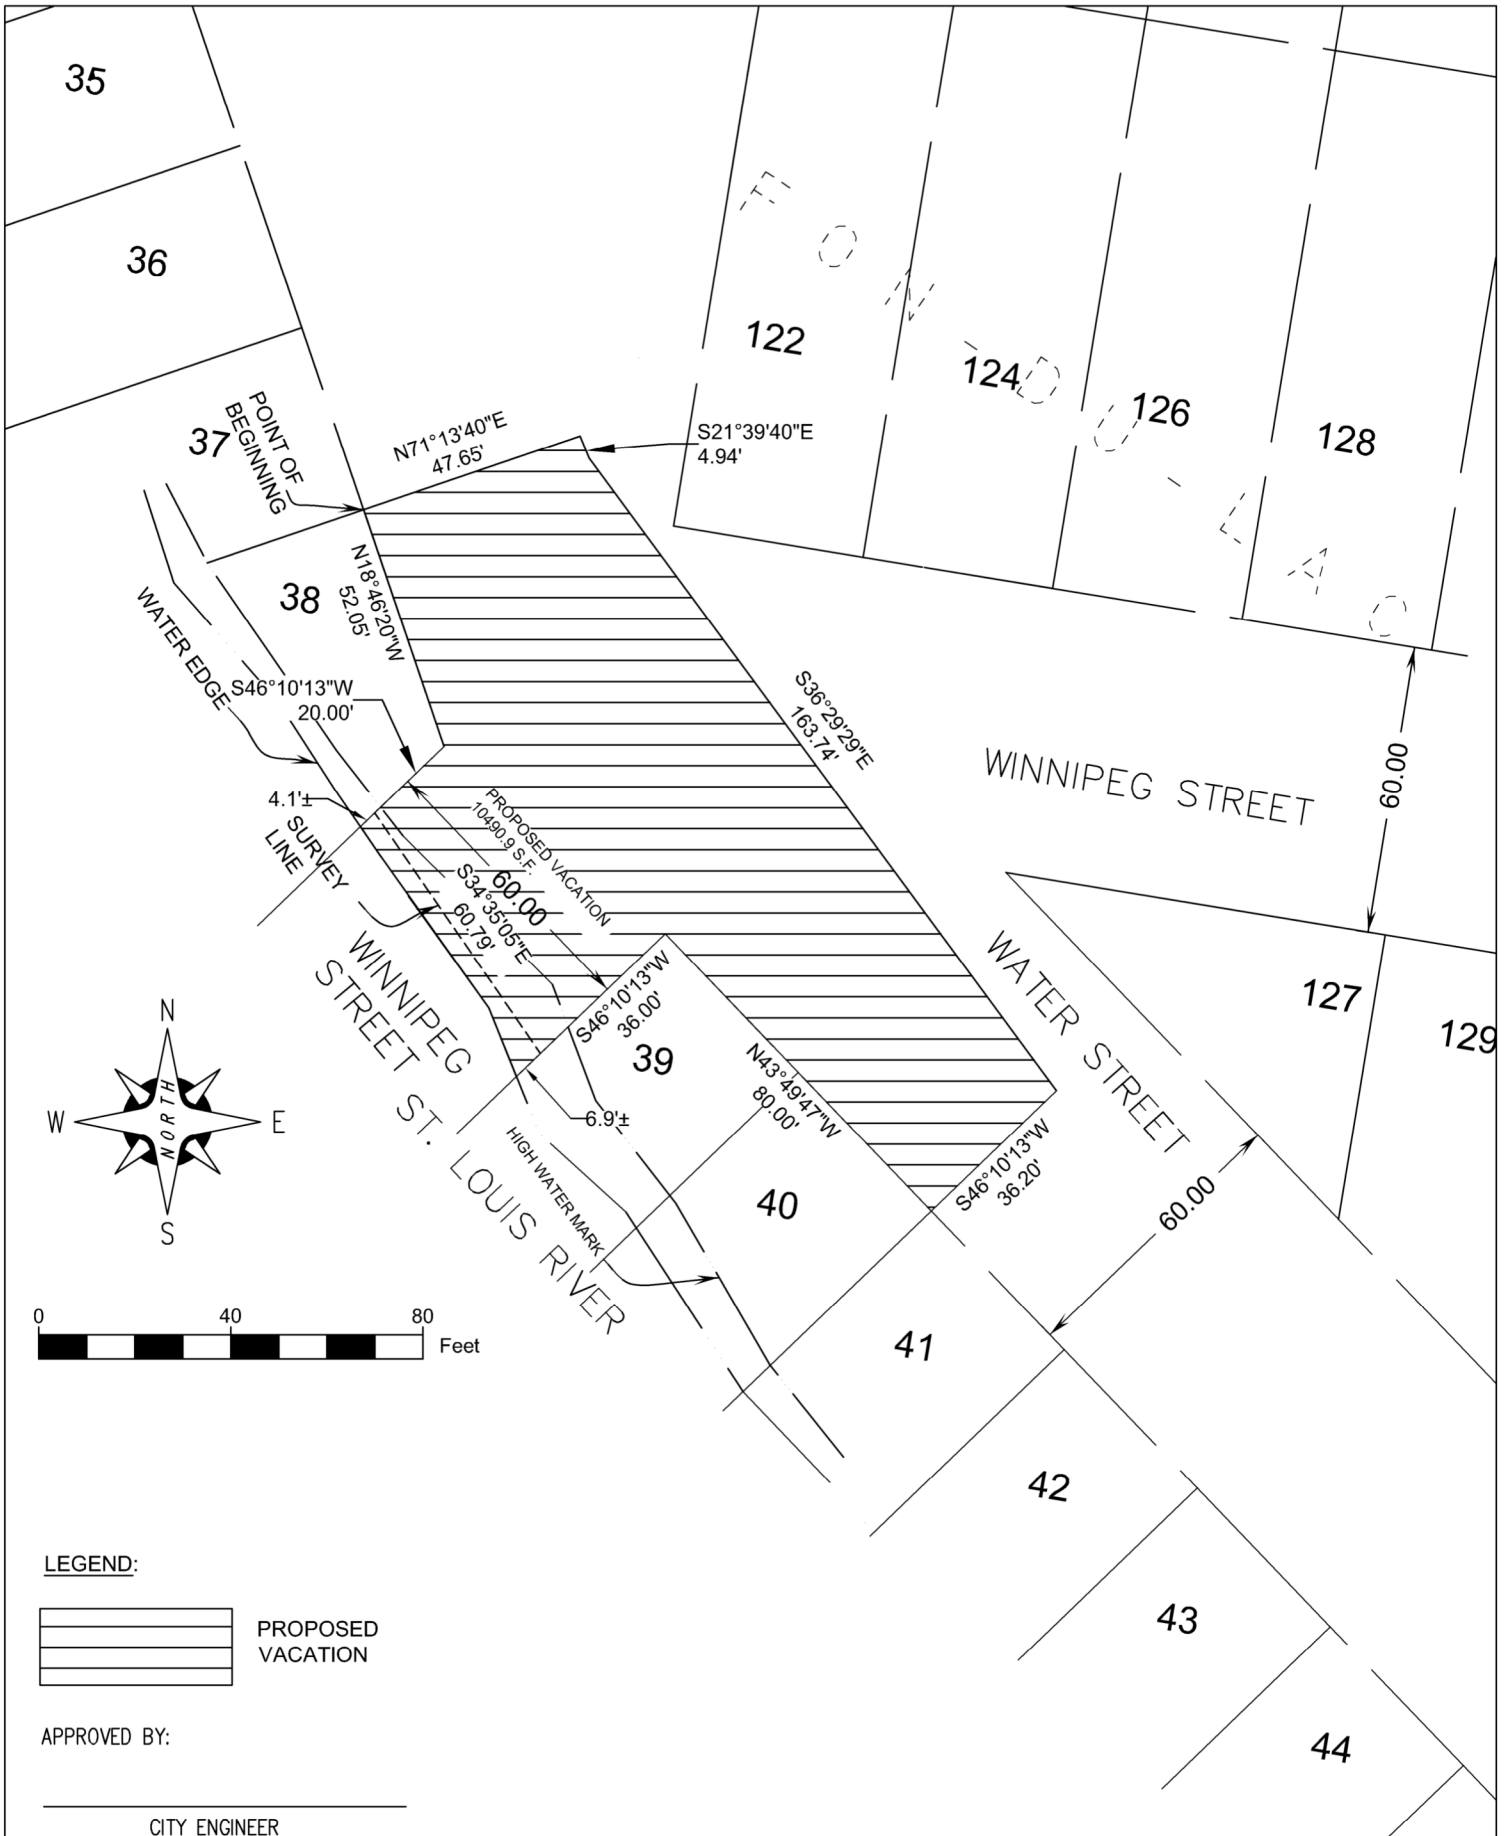 35
36
37
POINT OF
BEGINNING
N71°13'40"E
47.65'
S21°39'40"E
4.94'
122
124
126
128
FON-DU-LAC
38
N18°46'20"W
52.05'
WATER EDGE
S46°10'13"W
20.00'
S36°29'29"E
163.74'
WINNIPEG STREET
60.00
4.1'±
SURVEY
LINE
PROPOSED VACATION
10490.9 S.F.
60.00
S34°35'05"E
60.79'
WINNIPEG
STREET
S46°10'13"W
36.00'
39
N43°49'47"W
80.00'
WATER STREET
127
129
N
W
NORTH
E
S
6.9'±
ST. LOUIS RIVER
HIGH WATER MARK
40
S46°10'13"W
36.20'
60.00
0 40 80
Feet
41
42
43
44
LEGEND:
PROPOSED
VACATION
APPROVED BY:
CITY ENGINEER